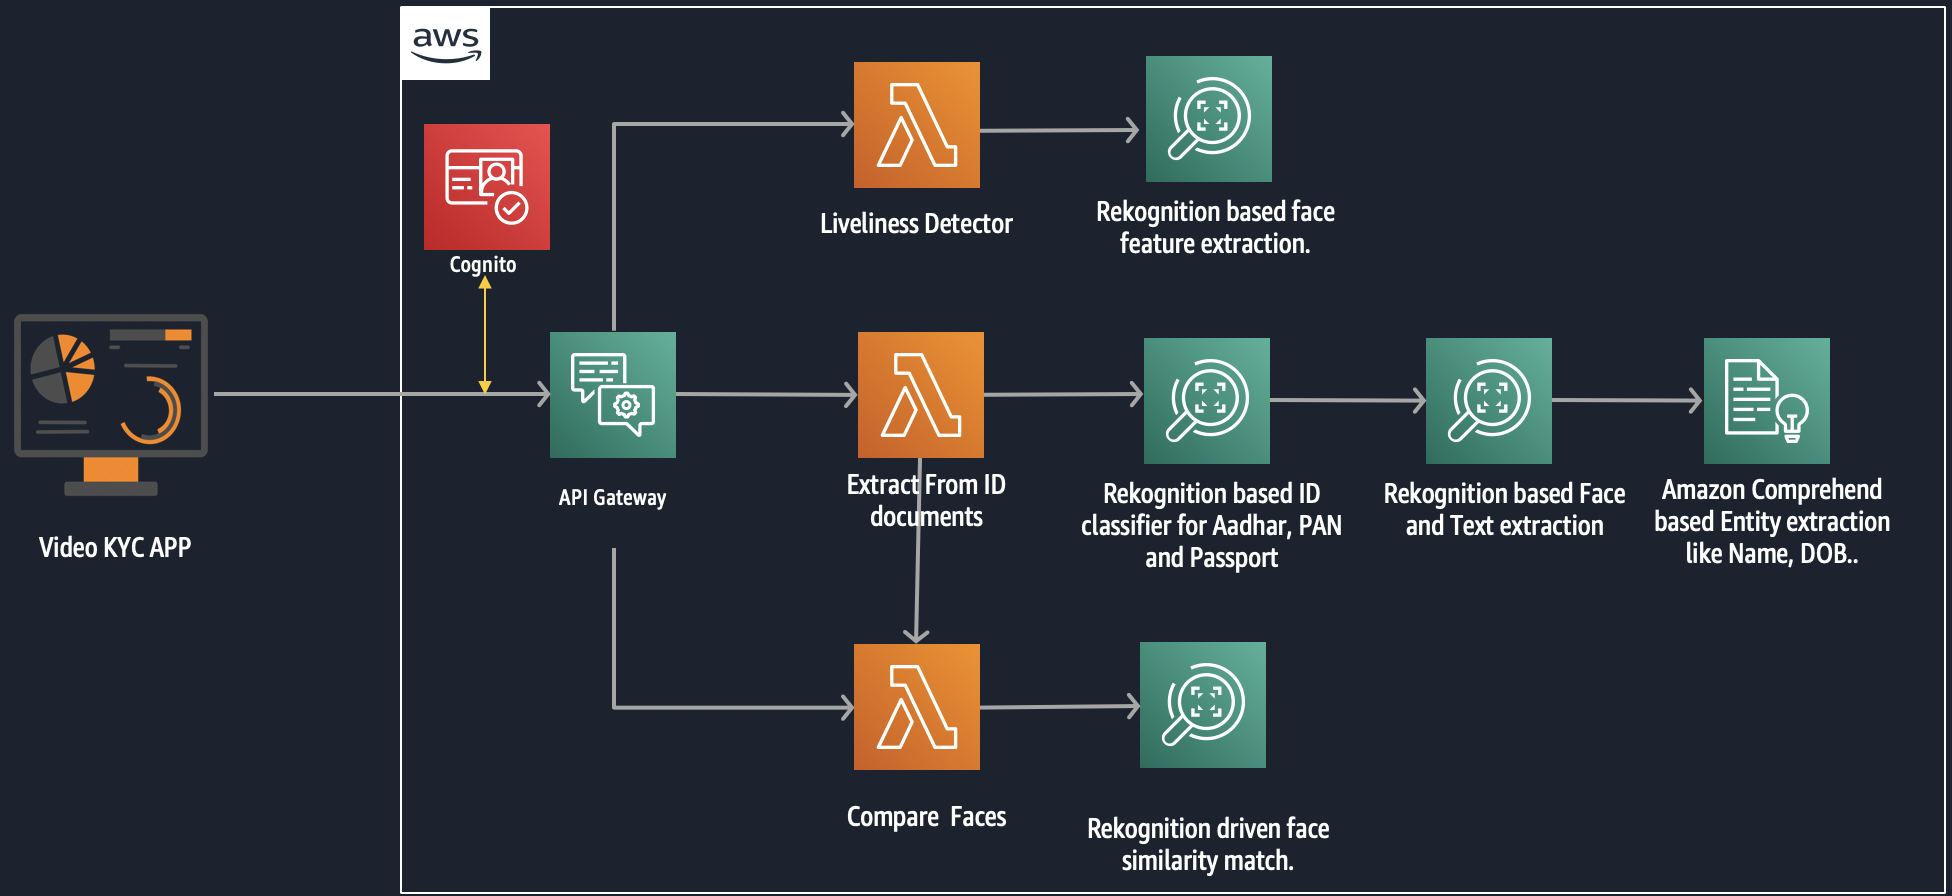 aws
Cognito
Video KYC APP
API Gateway
Liveliness Detector
Rekognition based face
feature extraction.
Extract From ID
documents
Rekognition based ID
classifier for Aadhar, PAN
and Passport
Rekognition based Face
and Text extraction
Amazon Comprehend
based Entity extraction
like Name, DOB..
Compare  Faces
Rekognition driven face
similarity match.